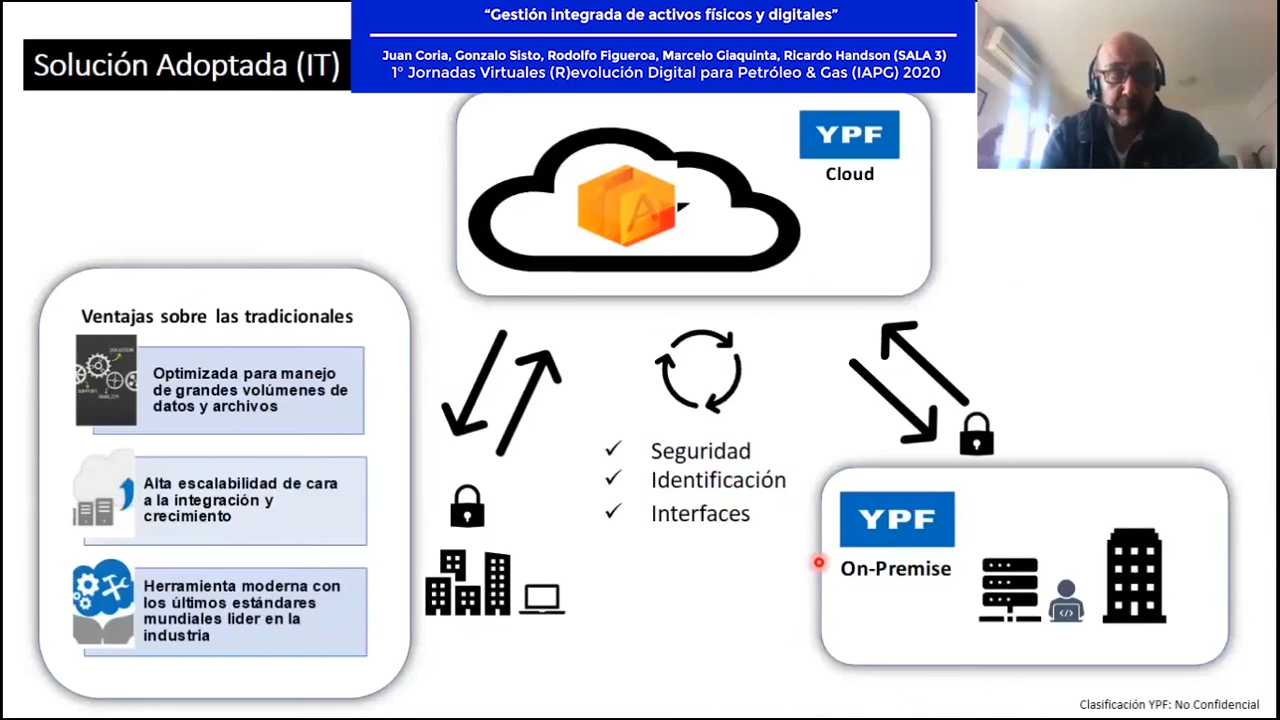 “Gestión integrada de activos físicos y digitales”
Juan Coria, Gonzalo Sisto, Rodolfo Figueroa, Marcelo Giaquinta, Ricardo Handson (SALA 3)
1° Jornadas Virtuales (R)evolución Digital para Petróleo & Gas (IAPG) 2020
Solución Adoptada (IT)
YPF
Cloud
A
Ventajas sobre las tradicionales
SOLUTION
SUPPORT
QUALITY
Optimizada para manejo
de grandes volúmenes de
datos y archivos
Alta escalabilidad de cara
a la integración y
crecimiento
Herramienta moderna con
los últimos estándares
mundiales lider en la
industria
✓ Seguridad
✓ Identificación
✓ Interfaces
YPF
On-Premise
</>
Clasificación YPF: No Confidencial